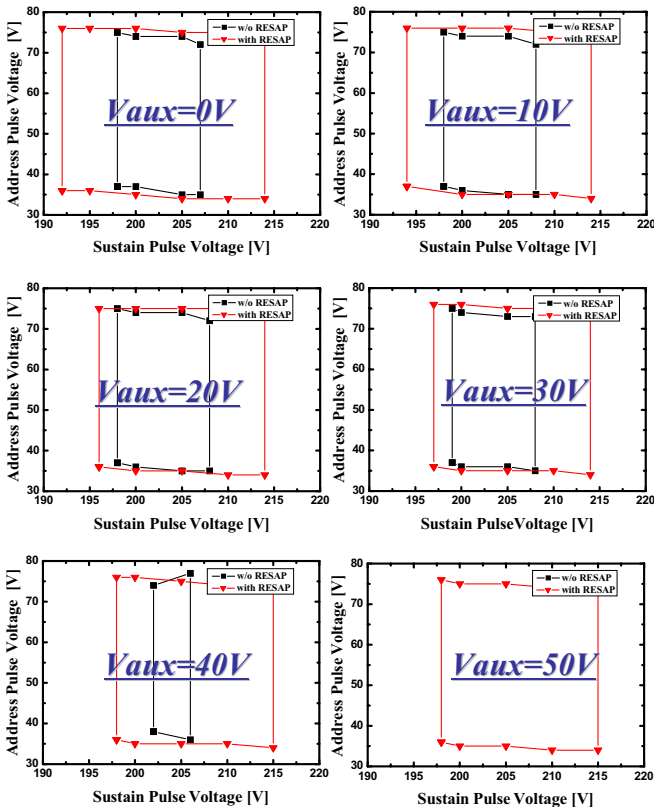 Address Pulse Voltage [V]
80
70
60
50
40
30
w/o RESAP
with RESAP
Vaux=0V
190 195 200 205 210 215 220
Sustain Pulse Voltage [V]
Address Pulse Voltage [V]
80
70
60
50
40
30
w/o RESAP
with RESAP
Vaux=10V
190 195 200 205 210 215 220
Sustain Pulse Voltage [V]
Address Pulse Voltage [V]
80
70
60
50
40
30
w/o RESAP
with RESAP
Vaux=20V
190 195 200 205 210 215 220
Sustain Pulse Voltage [V]
Address Pulse Voltage [V]
80
70
60
50
40
30
w/o RESAP
with RESAP
Vaux=30V
190 195 200 205 210 215 220
Sustain PulseVoltage [V]
Address Pulse Voltage [V]
80
70
60
50
40
30
w/o RESAP
with RESAP
Vaux=40V
190 195 200 205 210 215 220
Sustain Pulse Voltage [V]
Address Pulse Voltage [V]
80
70
60
50
40
30
w/o RESAP
with RESAP
Vaux=50V
190 195 200 205 210 215 220
Sustain Pulse Voltage [V]